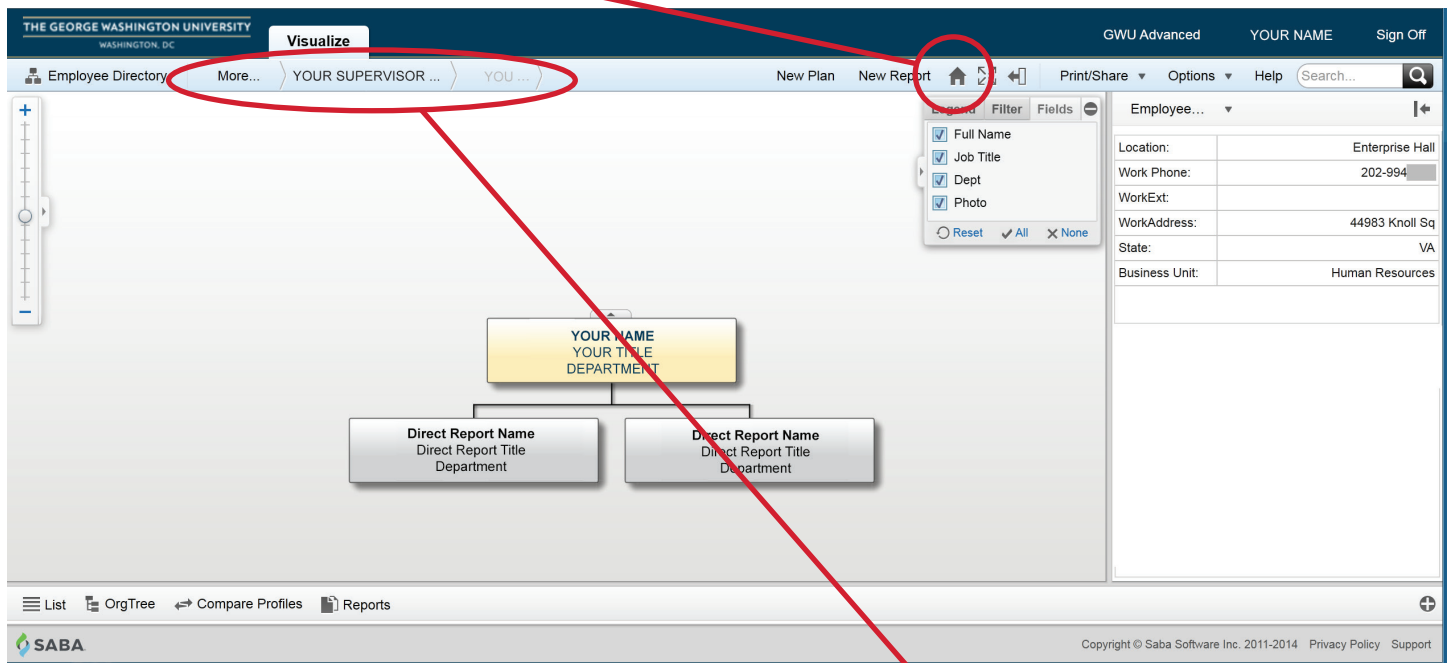 THE GEORGE WASHINGTON UNIVERSITY
WASHINGTON, DC
Visualize
GWU Advanced YOUR NAME Sign Off
Employee Directory More... YOUR SUPERVISOR ... YOU ... New Plan New Report Print/Share Options Help Search...
Legend Filter Fields
Full Name
Job Title
Dept
Photo
Reset All None
Employee...
Location: Enterprise Hall
Work Phone: 202-994
WorkExt:
WorkAddress: 44983 Knoll Sq
State: VA
Business Unit: Human Resources
YOUR NAME
YOUR TITLE
DEPARTMENT
Direct Report Name
Direct Report Title
Department
Direct Report Name
Direct Report Title
Department
List OrgTree Compare Profiles Reports
SABA
Copyright © Saba Software Inc. 2011-2014 Privacy Policy Support